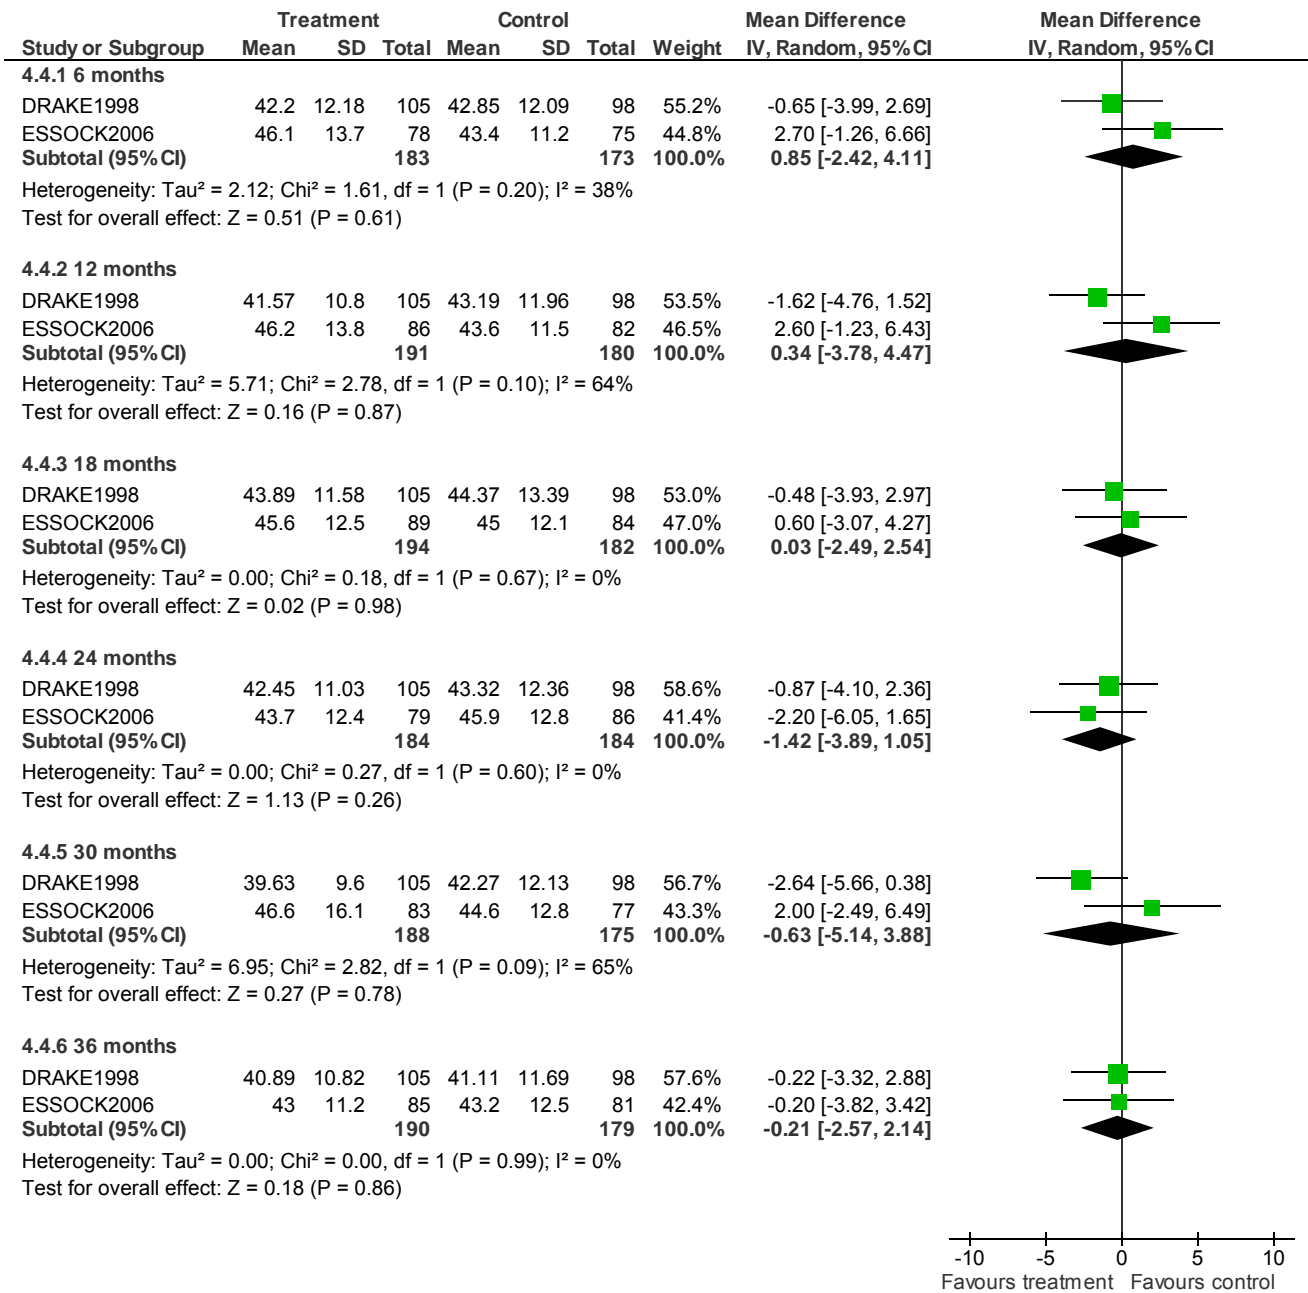 Treatment Control Mean Difference Mean Difference
Study or Subgroup Mean SD Total Mean SD Total Weight IV, Random, 95% CI IV, Random, 95% CI
4.4.1 6 months
DRAKE1998 42.2 12.18 105 42.85 12.09 98 55.2% -0.65 [-3.99, 2.69]
ESSOCK2006 46.1 13.7 78 43.4 11.2 75 44.8% 2.70 [-1.26, 6.66]
Subtotal (95% CI) 183 173 100.0% 0.85 [-2.42, 4.11]
Heterogeneity: Tau² = 2.12; Chi² = 1.61, df = 1 (P = 0.20); I² = 38%
Test for overall effect: Z = 0.51 (P = 0.61)
4.4.2 12 months
DRAKE1998 41.57 10.8 105 43.19 11.96 98 53.5% -1.62 [-4.76, 1.52]
ESSOCK2006 46.2 13.8 86 43.6 11.5 82 46.5% 2.60 [-1.23, 6.43]
Subtotal (95% CI) 191 180 100.0% 0.34 [-3.78, 4.47]
Heterogeneity: Tau² = 5.71; Chi² = 2.78, df = 1 (P = 0.10); I² = 64%
Test for overall effect: Z = 0.16 (P = 0.87)
4.4.3 18 months
DRAKE1998 43.89 11.58 105 44.37 13.39 98 53.0% -0.48 [-3.93, 2.97]
ESSOCK2006 45.6 12.5 89 45 12.1 84 47.0% 0.60 [-3.07, 4.27]
Subtotal (95% CI) 194 182 100.0% 0.03 [-2.49, 2.54]
Heterogeneity: Tau² = 0.00; Chi² = 0.18, df = 1 (P = 0.67); I² = 0%
Test for overall effect: Z = 0.02 (P = 0.98)
4.4.4 24 months
DRAKE1998 42.45 11.03 105 43.32 12.36 98 58.6% -0.87 [-4.10, 2.36]
ESSOCK2006 43.7 12.4 79 45.9 12.8 86 41.4% -2.20 [-6.05, 1.65]
Subtotal (95% CI) 184 184 100.0% -1.42 [-3.89, 1.05]
Heterogeneity: Tau² = 0.00; Chi² = 0.27, df = 1 (P = 0.60); I² = 0%
Test for overall effect: Z = 1.13 (P = 0.26)
4.4.5 30 months
DRAKE1998 39.63 9.6 105 42.27 12.13 98 56.7% -2.64 [-5.66, 0.38]
ESSOCK2006 46.6 16.1 83 44.6 12.8 77 43.3% 2.00 [-2.49, 6.49]
Subtotal (95% CI) 188 175 100.0% -0.63 [-5.14, 3.88]
Heterogeneity: Tau² = 6.95; Chi² = 2.82, df = 1 (P = 0.09); I² = 65%
Test for overall effect: Z = 0.27 (P = 0.78)
4.4.6 36 months
DRAKE1998 40.89 10.82 105 41.11 11.69 98 57.6% -0.22 [-3.32, 2.88]
ESSOCK2006 43 11.2 85 43.2 12.5 81 42.4% -0.20 [-3.82, 3.42]
Subtotal (95% CI) 190 179 100.0% -0.21 [-2.57, 2.14]
Heterogeneity: Tau² = 0.00; Chi² = 0.00, df = 1 (P = 0.99); I² = 0%
Test for overall effect: Z = 0.18 (P = 0.86)
-10 -5 0 5 10
Favours treatment Favours control